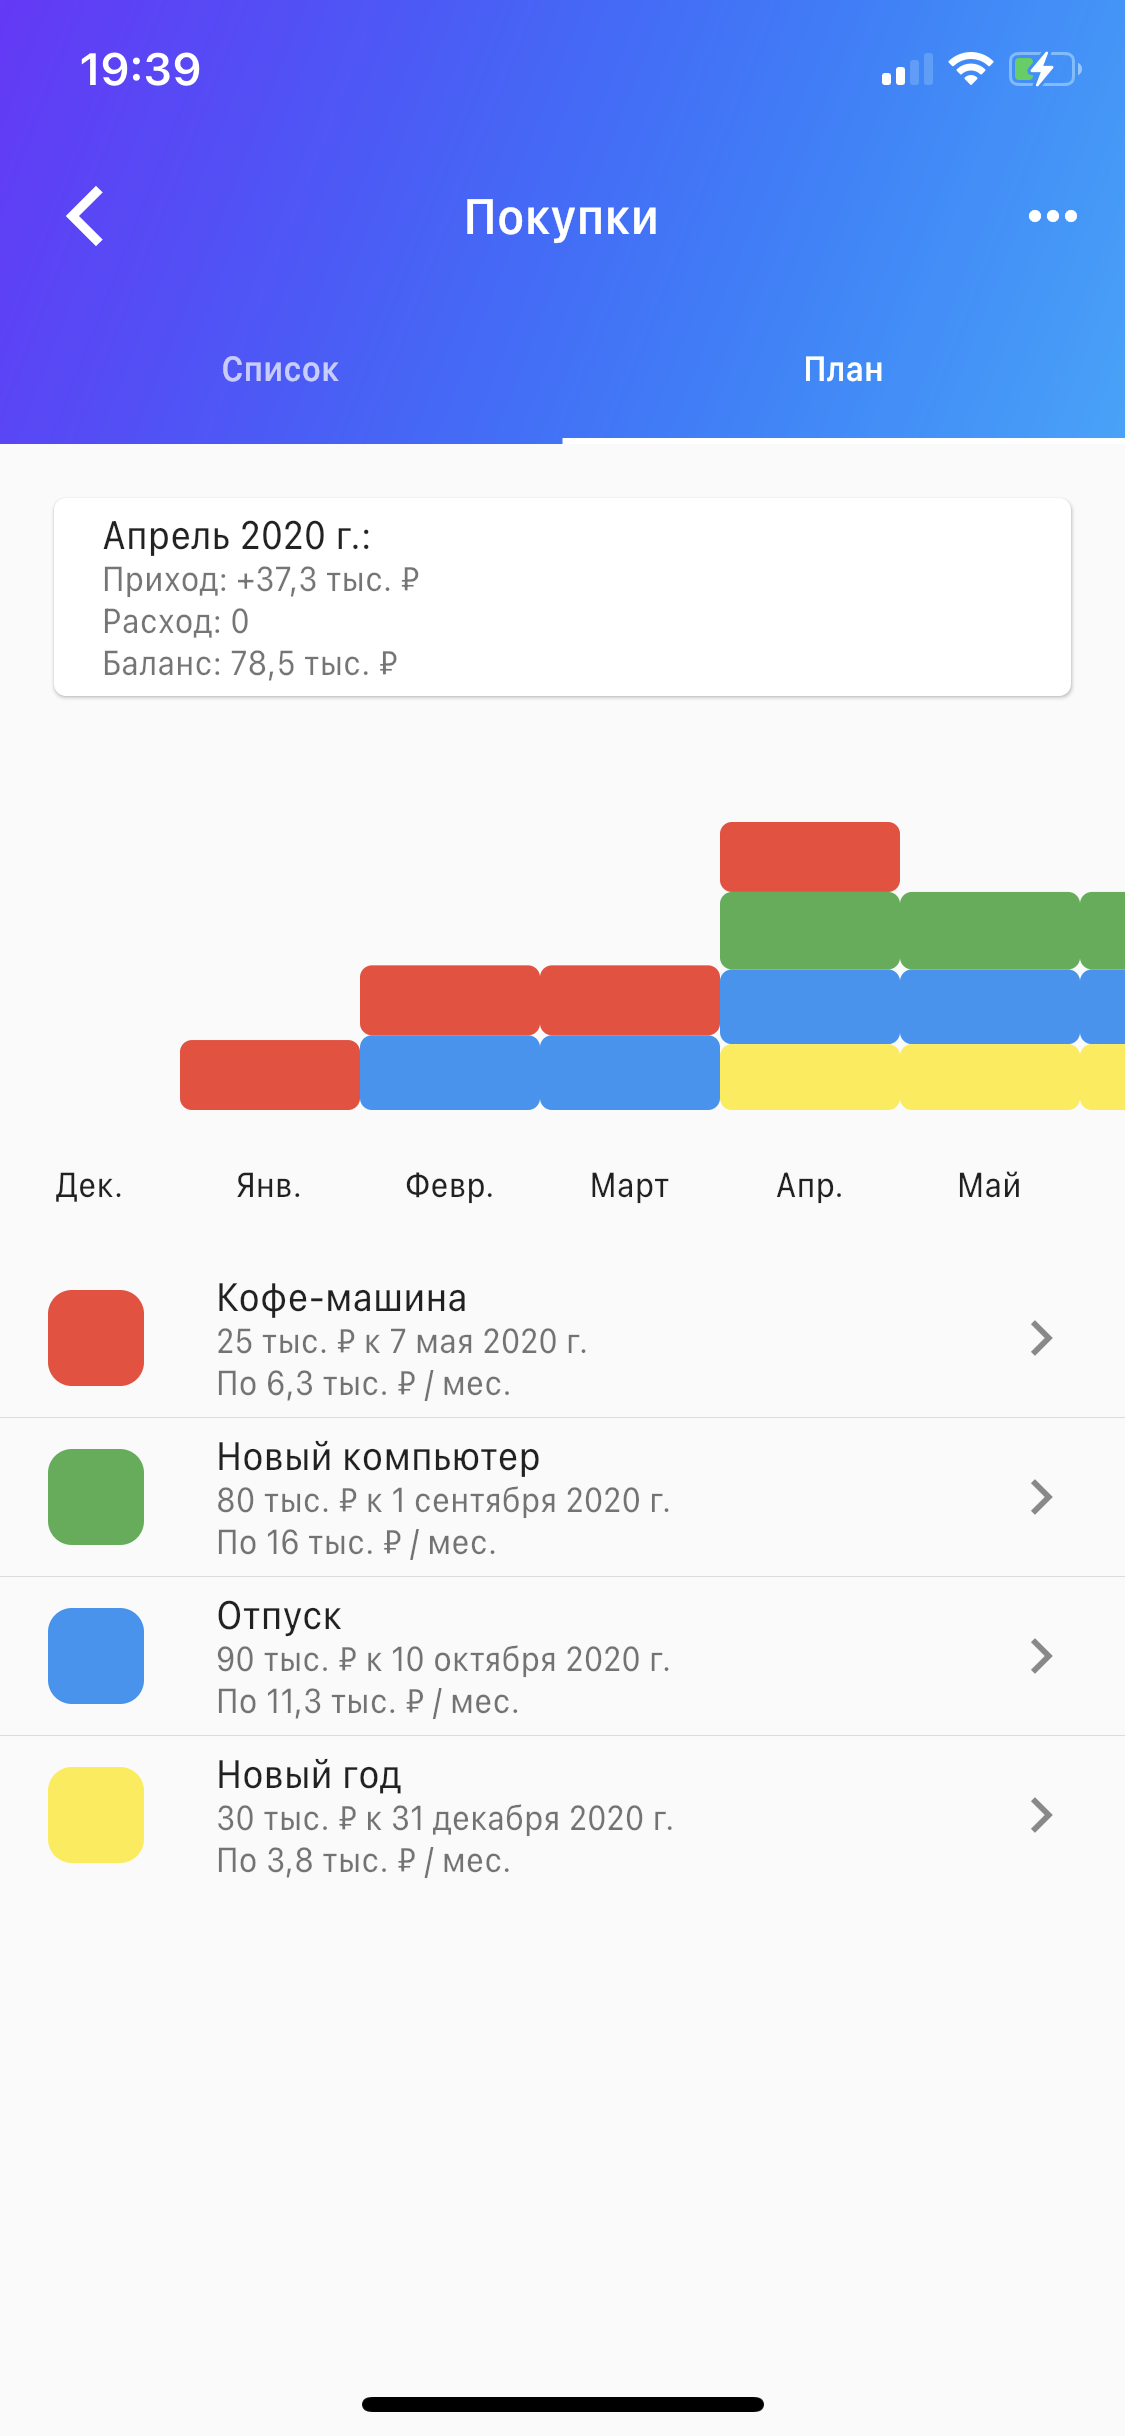 19:39
Покупки
Список
План
Апрель 2020 г.:
Приход: +37,3 тыс. ₽
Расход: 0
Баланс: 78,5 тыс. ₽
Дек.
Янв.
Февр.
Март
Апр.
Май
Кофе-машина
25 тыс. ₽ к 7 мая 2020 г.
По 6,3 тыс. ₽ / мес.
Новый компьютер
80 тыс. ₽ к 1 сентября 2020 г.
По 16 тыс. ₽ / мес.
Отпуск
90 тыс. ₽ к 10 октября 2020 г.
По 11,3 тыс. ₽ / мес.
Новый год
30 тыс. ₽ к 31 декабря 2020 г.
По 3,8 тыс. ₽ / мес.